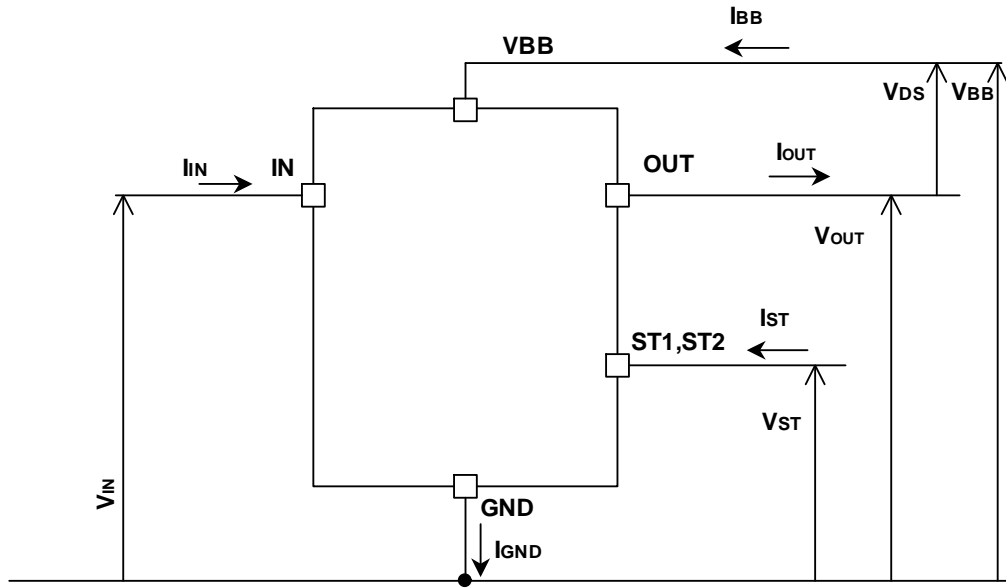 IBB
VBB
VDS VBB
IIN IN OUT IOUT
VOUT
IST
ST1,ST2
VST
VIN
GND
IGND